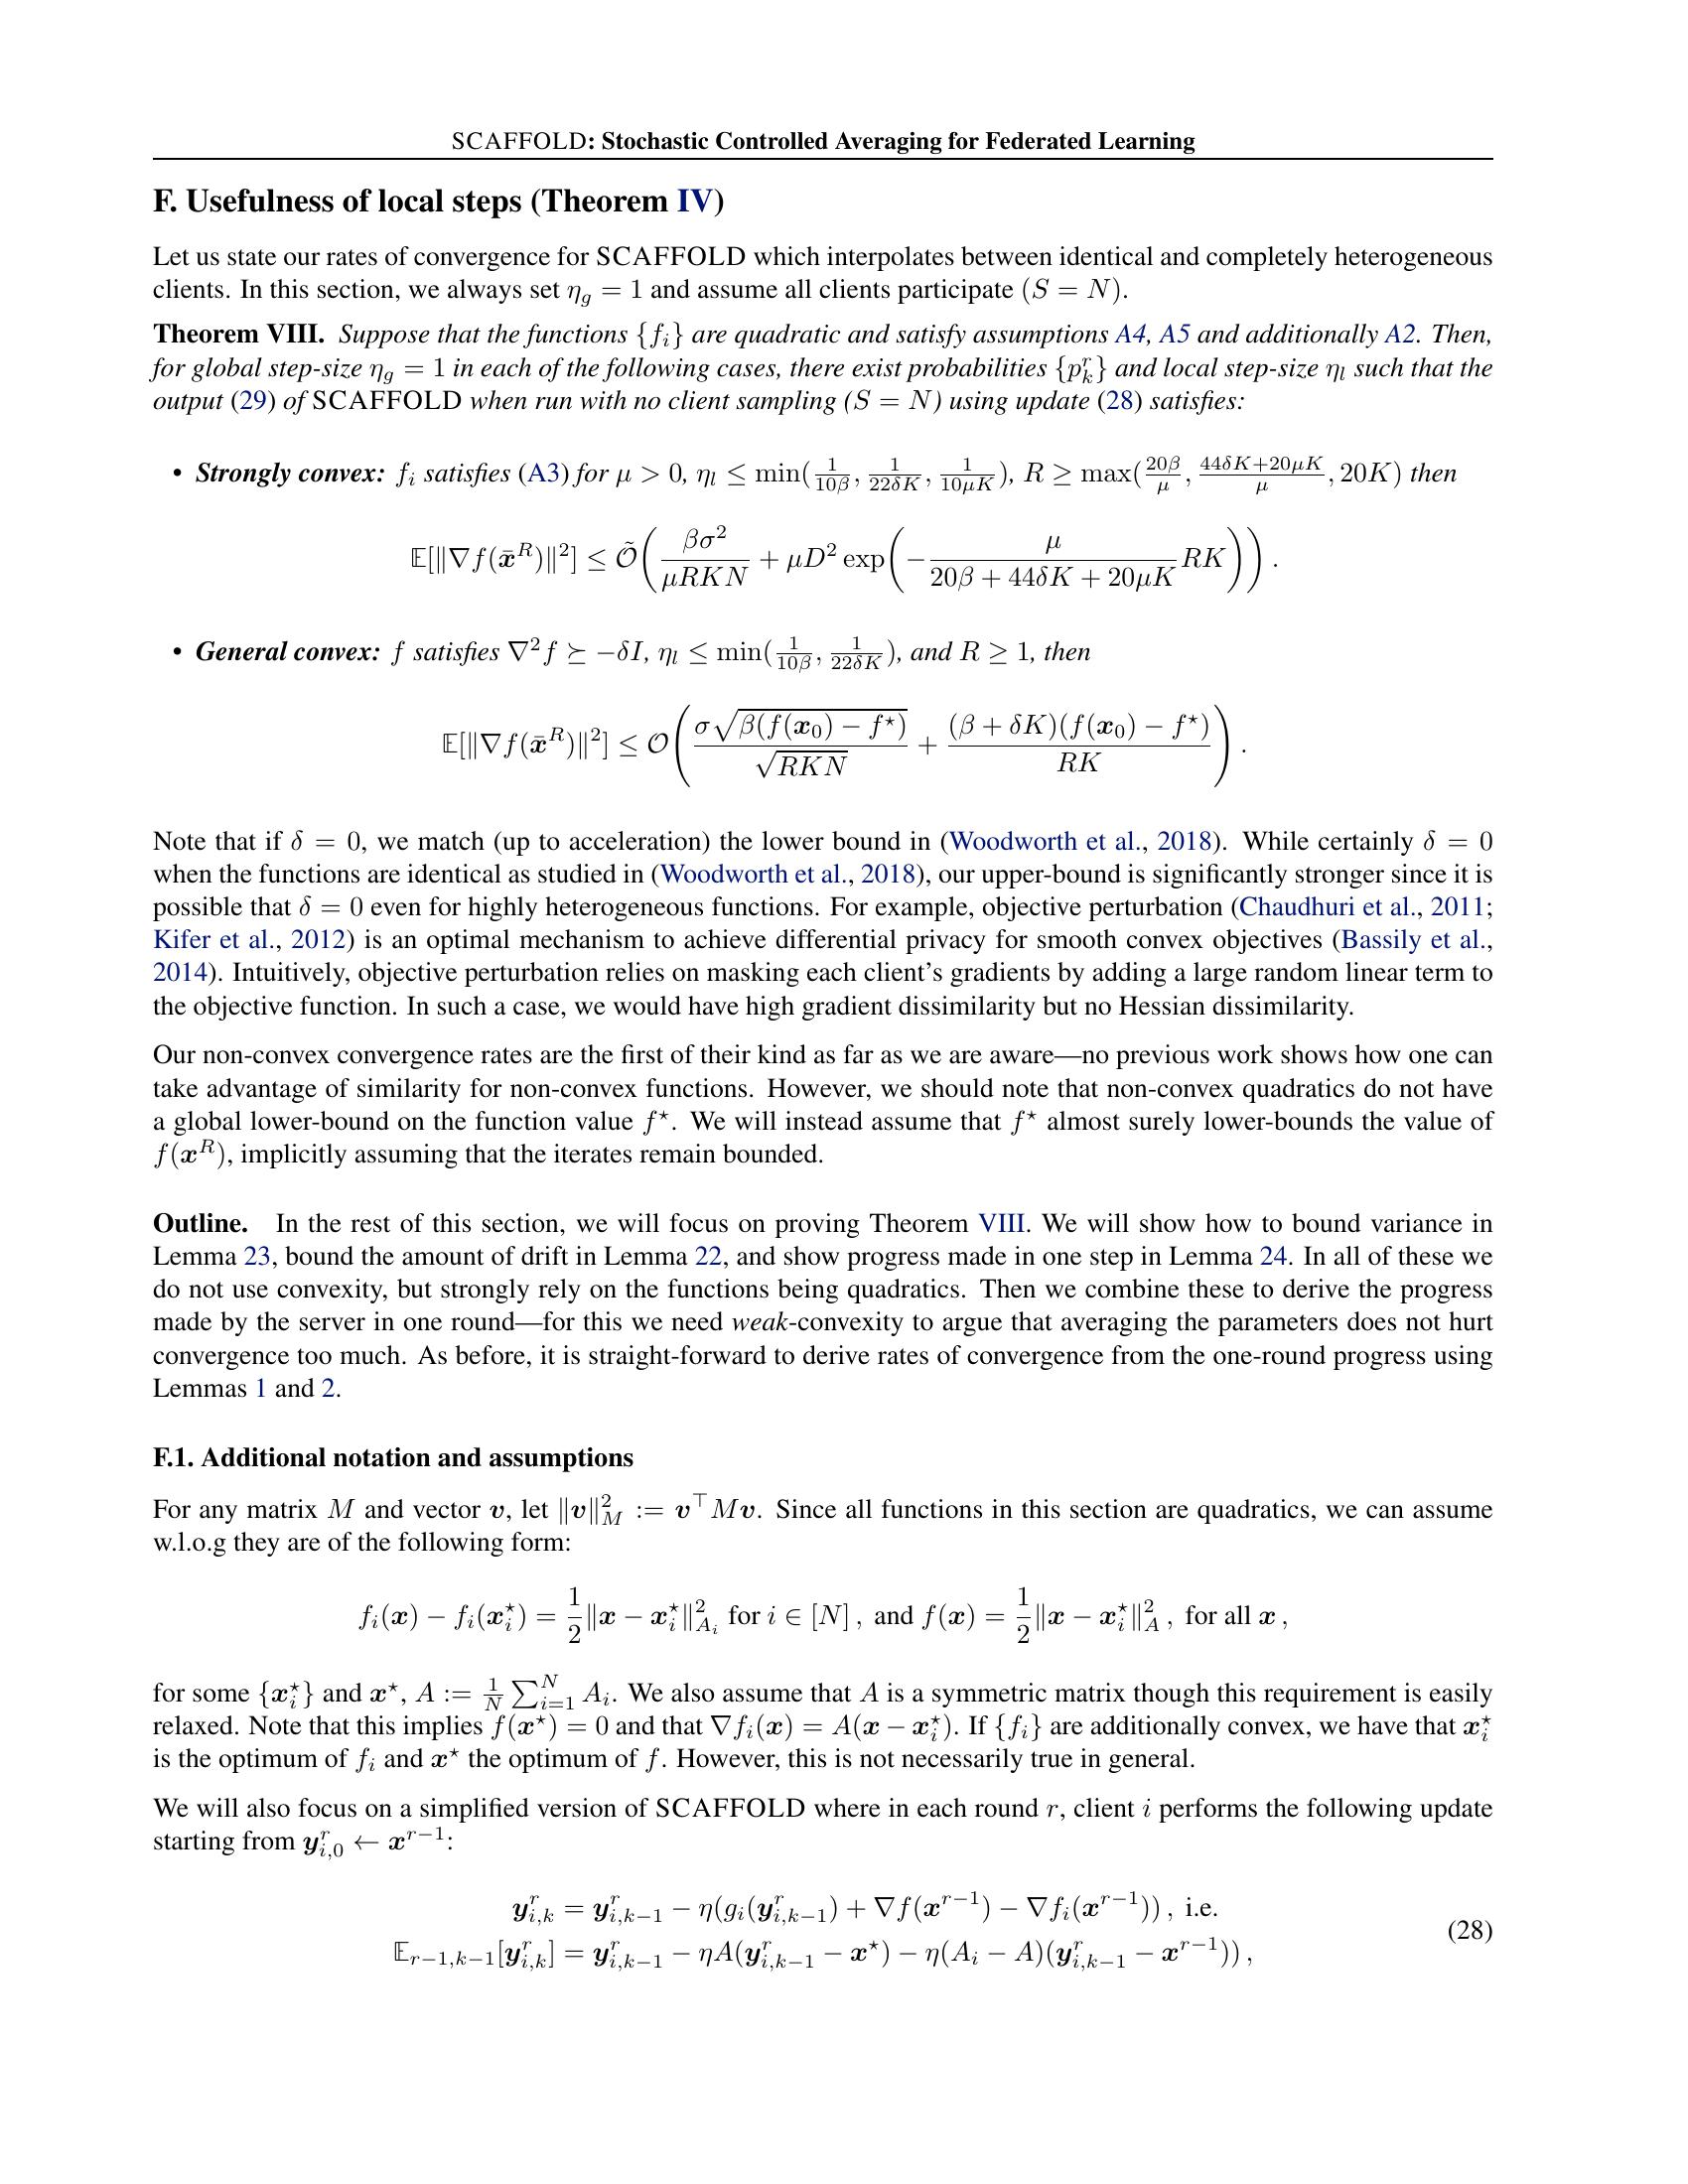 SCAFFOLD: Stochastic Controlled Averaging for Federated Learning
F. Usefulness of local steps (Theorem IV)
Let us state our rates of convergence for SCAFFOLD which interpolates between identical and completely heterogeneous
clients. In this section, we always set $\eta_g = 1$ and assume all clients participate $(S = N)$.
Theorem VIII. Suppose that the functions $\{f_i\}$ are quadratic and satisfy assumptions A4, A5 and additionally A2. Then,
for global step-size $\eta_g = 1$ in each of the following cases, there exist probabilities $\{p_k^r\}$ and local step-size $\eta_l$ such that the
output (29) of SCAFFOLD when run with no client sampling $(S = N)$ using update (28) satisfies:
• Strongly convex: $f_i$ satisfies (A3) for $\mu > 0$, $\eta_l \leq \min(\frac{1}{10\beta}, \frac{1}{22\delta K}, \frac{1}{10\mu K})$, $R \geq \max(\frac{20\beta}{\mu}, \frac{44\delta K + 20\mu K}{\mu}, 20K)$ then
$\mathbb{E}[\|\nabla f(\bar{\boldsymbol{x}}^R)\|^2] \leq \tilde{\mathcal{O}}\left(\frac{\beta\sigma^2}{\mu RKN} + \mu D^2 \exp\left(-\frac{\mu}{20\beta + 44\delta K + 20\mu K} RK\right)\right).$
• General convex: $f$ satisfies $\nabla^2 f \succeq -\delta I$, $\eta_l \leq \min(\frac{1}{10\beta}, \frac{1}{22\delta K})$, and $R \geq 1$, then
$\mathbb{E}[\|\nabla f(\bar{\boldsymbol{x}}^R)\|^2] \leq \mathcal{O}\left(\frac{\sigma\sqrt{\beta(f(\boldsymbol{x}_0) - f^\star)}}{\sqrt{RKN}} + \frac{(\beta + \delta K)(f(\boldsymbol{x}_0) - f^\star)}{RK}\right).$
Note that if $\delta = 0$, we match (up to acceleration) the lower bound in (Woodworth et al., 2018). While certainly $\delta = 0$
when the functions are identical as studied in (Woodworth et al., 2018), our upper-bound is significantly stronger since it is
possible that $\delta = 0$ even for highly heterogeneous functions. For example, objective perturbation (Chaudhuri et al., 2011;
Kifer et al., 2012) is an optimal mechanism to achieve differential privacy for smooth convex objectives (Bassily et al.,
2014). Intuitively, objective perturbation relies on masking each client's gradients by adding a large random linear term to
the objective function. In such a case, we would have high gradient dissimilarity but no Hessian dissimilarity.
Our non-convex convergence rates are the first of their kind as far as we are aware—no previous work shows how one can
take advantage of similarity for non-convex functions. However, we should note that non-convex quadratics do not have
a global lower-bound on the function value $f^\star$. We will instead assume that $f^\star$ almost surely lower-bounds the value of
$f(\boldsymbol{x}^R)$, implicitly assuming that the iterates remain bounded.
Outline. In the rest of this section, we will focus on proving Theorem VIII. We will show how to bound variance in
Lemma 23, bound the amount of drift in Lemma 22, and show progress made in one step in Lemma 24. In all of these we
do not use convexity, but strongly rely on the functions being quadratics. Then we combine these to derive the progress
made by the server in one round—for this we need weak-convexity to argue that averaging the parameters does not hurt
convergence too much. As before, it is straight-forward to derive rates of convergence from the one-round progress using
Lemmas 1 and 2.
F.1. Additional notation and assumptions
For any matrix $M$ and vector $\boldsymbol{v}$, let $\|\boldsymbol{v}\|_M^2 := \boldsymbol{v}^\top M \boldsymbol{v}$. Since all functions in this section are quadratics, we can assume
w.l.o.g they are of the following form:
$f_i(\boldsymbol{x}) - f_i(\boldsymbol{x}_i^\star) = \frac{1}{2}\|\boldsymbol{x} - \boldsymbol{x}_i^\star\|_{A_i}^2$ for $i \in [N]$, and $f(\boldsymbol{x}) = \frac{1}{2}\|\boldsymbol{x} - \boldsymbol{x}_i^\star\|_A^2$, for all $\boldsymbol{x}$,
for some $\{\boldsymbol{x}_i^\star\}$ and $\boldsymbol{x}^\star$, $A := \frac{1}{N}\sum_{i=1}^N A_i$. We also assume that $A$ is a symmetric matrix though this requirement is easily
relaxed. Note that this implies $f(\boldsymbol{x}^\star) = 0$ and that $\nabla f_i(\boldsymbol{x}) = A(\boldsymbol{x} - \boldsymbol{x}_i^\star)$. If $\{f_i\}$ are additionally convex, we have that $\boldsymbol{x}_i^\star$
is the optimum of $f_i$ and $\boldsymbol{x}^\star$ the optimum of $f$. However, this is not necessarily true in general.
We will also focus on a simplified version of SCAFFOLD where in each round $r$, client $i$ performs the following update
starting from $\boldsymbol{y}_{i,0}^r \leftarrow \boldsymbol{x}^{r-1}$:
$\boldsymbol{y}_{i,k}^r = \boldsymbol{y}_{i,k-1}^r - \eta(g_i(\boldsymbol{y}_{i,k-1}^r) + \nabla f(\boldsymbol{x}^{r-1}) - \nabla f_i(\boldsymbol{x}^{r-1}))$, i.e.
$\mathbb{E}_{r-1,k-1}[\boldsymbol{y}_{i,k}^r] = \boldsymbol{y}_{i,k-1}^r - \eta A(\boldsymbol{y}_{i,k-1}^r - \boldsymbol{x}^\star) - \eta(A_i - A)(\boldsymbol{y}_{i,k-1}^r - \boldsymbol{x}^{r-1}))$,
(28)